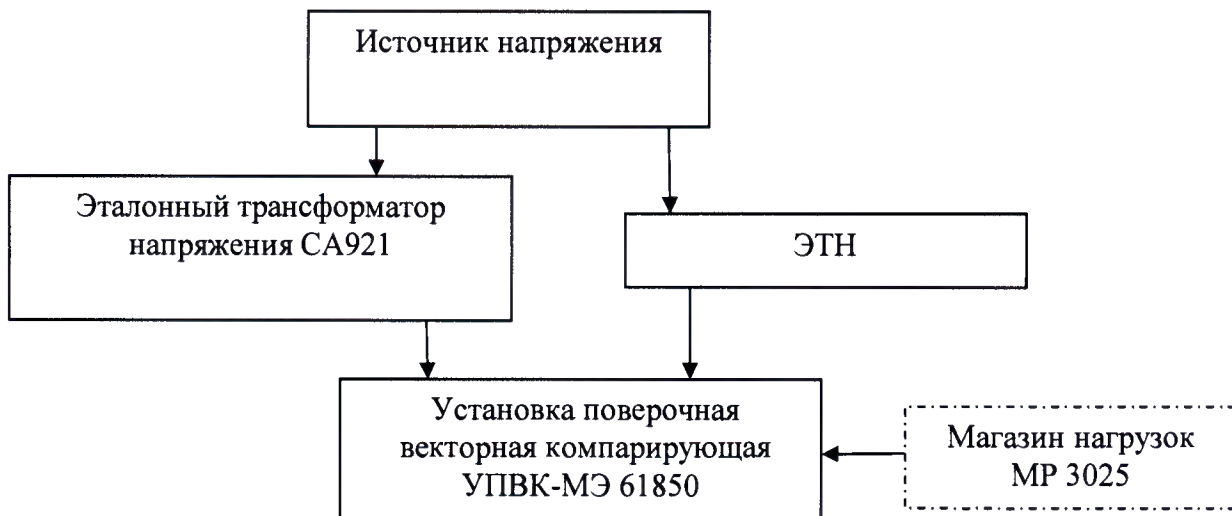 Источник напряжения
Эталонный трансформатор
напряжения СА921
ЭТН
Установка поверочная
векторная компарирующая
УПВК-МЭ 61850
Магазин нагрузок
МР 3025